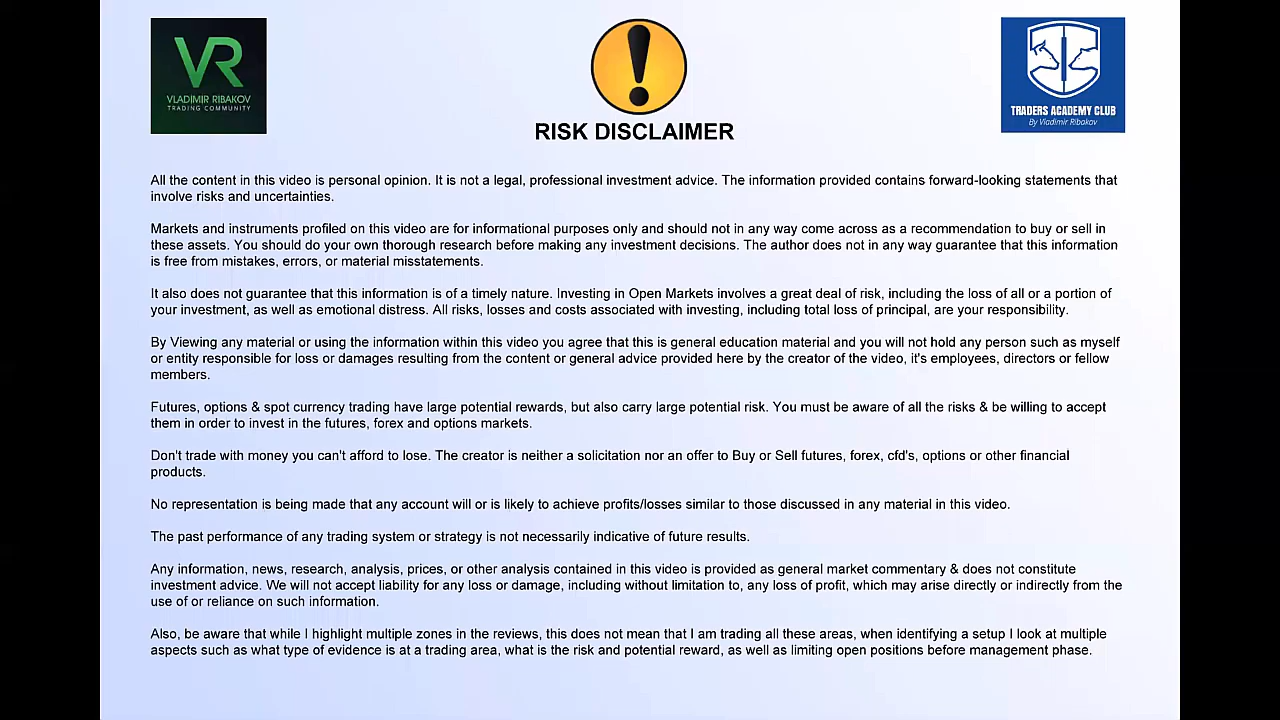 VR
VLADIMIR RIBAKOV
TRADING COMMUNITY
TRADERS ACADEMY CLUB
By Vladimir Ribakov
RISK DISCLAIMER
All the content in this video is personal opinion. It is not a legal, professional investment advice. The information provided contains forward-looking statements that
involve risks and uncertainties.
Markets and instruments profiled on this video are for informational purposes only and should not in any way come across as a recommendation to buy or sell in
these assets. You should do your own thorough research before making any investment decisions. The author does not in any way guarantee that this information
is free from mistakes, errors, or material misstatements.
It also does not guarantee that this information is of a timely nature. Investing in Open Markets involves a great deal of risk, including the loss of all or a portion of
your investment, as well as emotional distress. All risks, losses and costs associated with investing, including total loss of principal, are your responsibility.
By Viewing any material or using the information within this video you agree that this is general education material and you will not hold any person such as myself
or entity responsible for loss or damages resulting from the content or general advice provided here by the creator of the video, it's employees, directors or fellow
members.
Futures, options & spot currency trading have large potential rewards, but also carry large potential risk. You must be aware of all the risks & be willing to accept
them in order to invest in the futures, forex and options markets.
Don't trade with money you can't afford to lose. The creator is neither a solicitation nor an offer to Buy or Sell futures, forex, cfd's, options or other financial
products.
No representation is being made that any account will or is likely to achieve profits/losses similar to those discussed in any material in this video.
The past performance of any trading system or strategy is not necessarily indicative of future results.
Any information, news, research, analysis, prices, or other analysis contained in this video is provided as general market commentary & does not constitute
investment advice. We will not accept liability for any loss or damage, including without limitation to, any loss of profit, which may arise directly or indirectly from the
use of or reliance on such information.
Also, be aware that while I highlight multiple zones in the reviews, this does not mean that I am trading all these areas, when identifying a setup I look at multiple
aspects such as what type of evidence is at a trading area, what is the risk and potential reward, as well as limiting open positions before management phase.